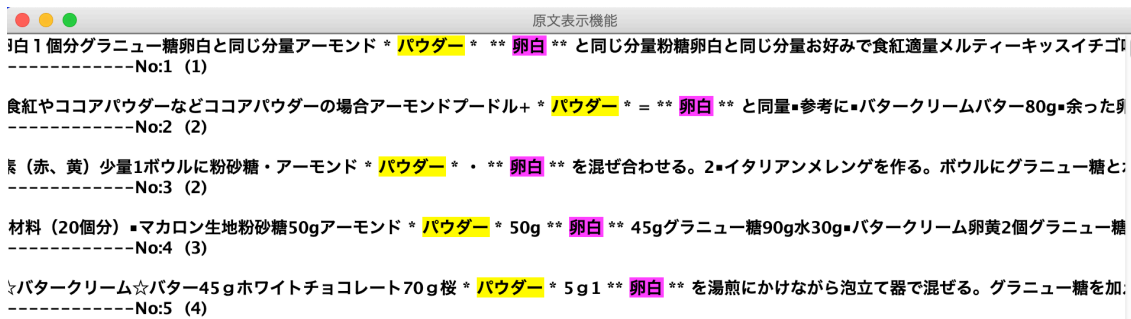 原文表示機能
白１個分グラニュー糖卵白と同じ分量アーモンド * パウダー * ** 卵白 ** と同じ分量粉糖卵白と同じ分量お好みで食紅適量メルティーキッスイチゴ
------------No:1 (1)
食紅やココアパウダーなどココアパウダーの場合アーモンドプードル+ * パウダー * = ** 卵白 ** と同量▪参考に▪バタークリームバター80g▪余った
------------No:2 (2)
素（赤、黄）少量1ボウルに粉砂糖・アーモンド * パウダー * ・ ** 卵白 ** を混ぜ合わせる。2▪イタリアンメレンゲを作る。ボウルにグラニュー糖と
------------No:3 (2)
材料（20個分）▪マカロン生地粉砂糖50gアーモンド * パウダー * 50g ** 卵白 ** 45gグラニュー糖90g水30g▪バタークリーム卵黄2個グラニュー糖
------------No:4 (3)
☆バタークリーム☆バター45ｇホワイトチョコレート70ｇ桜 * パウダー * 5ｇ1 ** 卵白 ** を湯煎にかけながら泡立て器で混ぜる。グラニュー糖を加
------------No:5 (4)